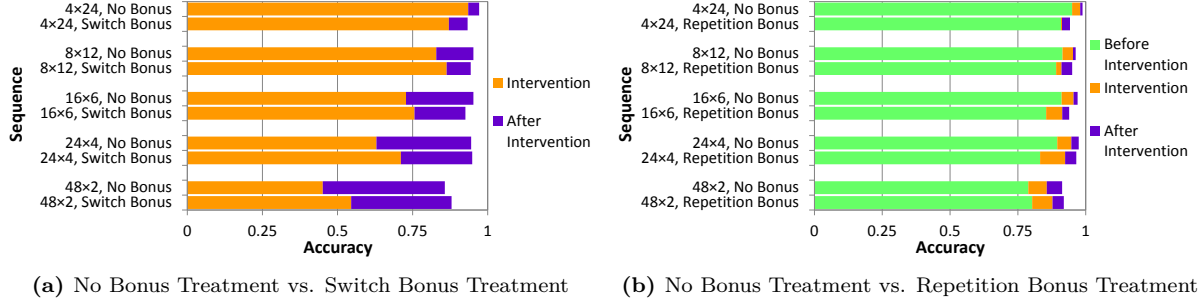 Sequence
4×24, No Bonus
4×24, Switch Bonus
8×12, No Bonus
8×12, Switch Bonus
16×6, No Bonus
16×6, Switch Bonus
24×4, No Bonus
24×4, Switch Bonus
48×2, No Bonus
48×2, Switch Bonus
0 0.25 0.5 0.75 1
Accuracy
Intervention
After
Intervention
(a) No Bonus Treatment vs. Switch Bonus Treatment
Sequence
4×24, No Bonus
4×24, Repetition Bonus
8×12, No Bonus
8×12, Repetition Bonus
16×6, No Bonus
16×6, Repetition Bonus
24×4, No Bonus
24×4, Repetition Bonus
48×2, No Bonus
48×2, Repetition Bonus
0 0.25 0.5 0.75 1
Accuracy
Before
Intervention
Intervention
After
Intervention
(b) No Bonus Treatment vs. Repetition Bonus Treatment